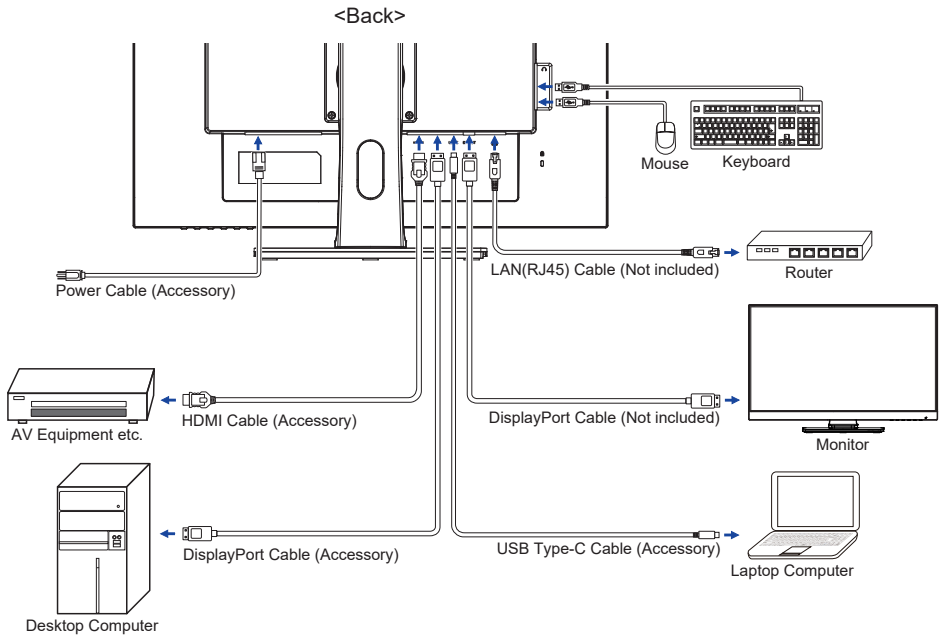 <Back>
Mouse
Keyboard
LAN(RJ45) Cable (Not included)
Router
Power Cable (Accessory)
HDMI Cable (Accessory)
DisplayPort Cable (Not included)
AV Equipment etc.
Monitor
DisplayPort Cable (Accessory)
USB Type-C Cable (Accessory)
Laptop Computer
Desktop Computer